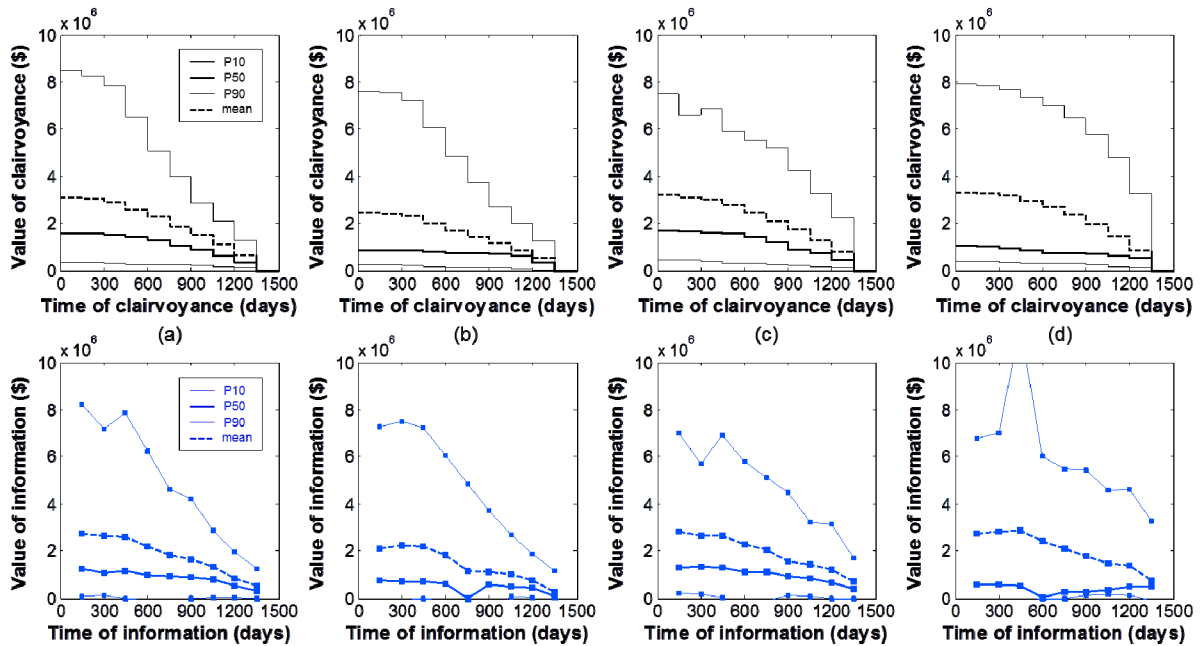 x 10^6
x 10^6
x 10^6
x 10^6
Value of clairvoyance ($)
10
8
6
4
2
0
P10
P50
P90
mean
0 300 600 900 1200 1500
Time of clairvoyance (days)
(a)
Value of clairvoyance ($)
10
8
6
4
2
0
0 300 600 900 1200 1500
Time of clairvoyance (days)
(b)
Value of clairvoyance ($)
10
8
6
4
2
0
0 300 600 900 1200 1500
Time of clairvoyance (days)
(c)
Value of clairvoyance ($)
10
8
6
4
2
0
0 300 600 900 1200 1500
Time of clairvoyance (days)
(d)
x 10^6
x 10^6
x 10^6
x 10^6
Value of information ($)
10
8
6
4
2
0
P10
P50
P90
mean
0 300 600 900 1200 1500
Time of information (days)
Value of information ($)
10
8
6
4
2
0
0 300 600 900 1200 1500
Time of information (days)
Value of information ($)
10
8
6
4
2
0
0 300 600 900 1200 1500
Time of information (days)
Value of information ($)
10
8
6
4
2
0
0 300 600 900 1200 1500
Time of information (days)